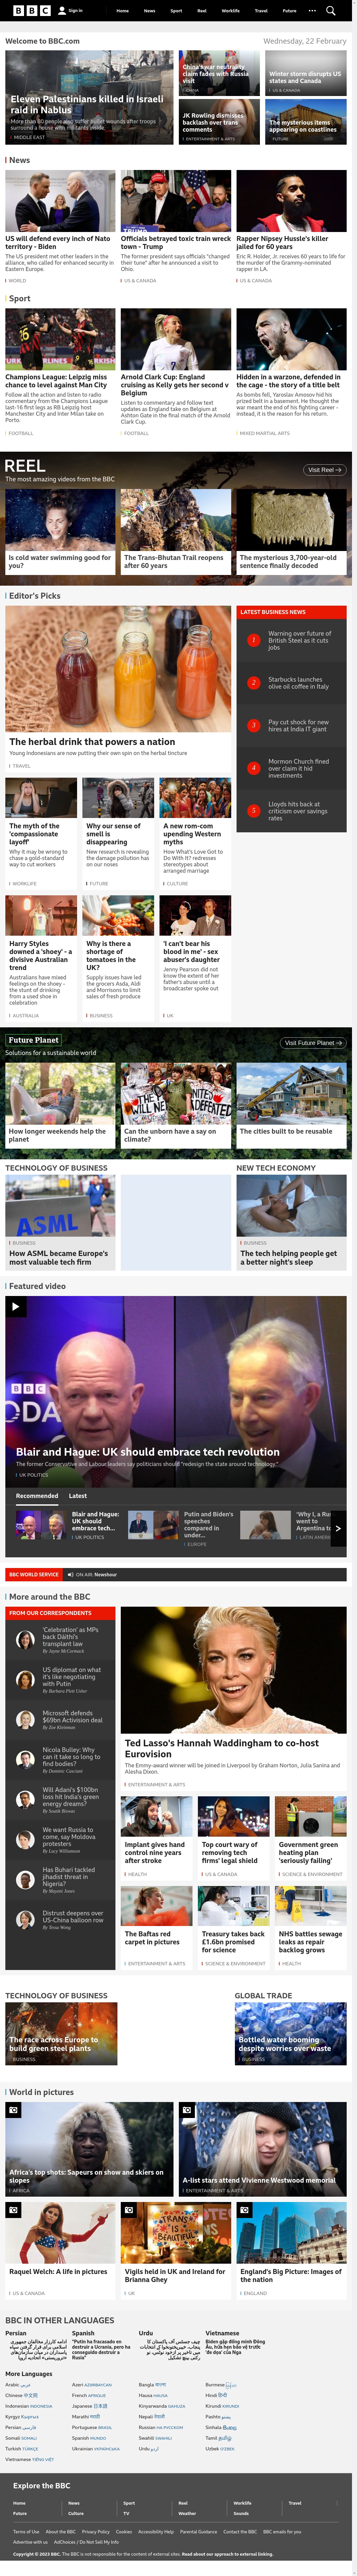 BBC
Sign in
Home
News
Sport
Reel
Worklife
Travel
Future
Welcome to BBC.com
Wednesday, 22 February
Eleven Palestinians killed in Israeli
raid in Nablus
More than 80 people also suffer bullet wounds after troops
surround a house with militants inside.
MIDDLE EAST
China's war neutrality
claim fades with Russia
visit
CHINA
Winter storm disrupts US
states and Canada
US & CANADA
JK Rowling dismisses
backlash over trans
comments
ENTERTAINMENT & ARTS
The mysterious items
appearing on coastlines
FUTURE
News
US will defend every inch of Nato
territory - Biden
The US president met other leaders in the
alliance, who called for enhanced security in
Eastern Europe.
WORLD
Officials betrayed toxic train wreck
town - Trump
The former president says officials "changed
their tune" after he announced a visit to
Ohio.
US & CANADA
Rapper Nipsey Hussle's killer
jailed for 60 years
Eric R. Holder, Jr. receives 60 years to life for
the murder of the Grammy-nominated
rapper in LA.
US & CANADA
Sport
Champions League: Leipzig miss
chance to level against Man City
Follow all the action and listen to radio
commentary from the Champions League
last-16 first legs as RB Leipzig host
Manchester City and Inter Milan take on
Porto.
FOOTBALL
Arnold Clark Cup: England
cruising as Kelly gets her second v
Belgium
Listen to commentary and follow text
updates as England take on Belgium at
Ashton Gate in the final match of the Arnold
Clark Cup.
FOOTBALL
Hidden in a warzone, defended in
the cage - the story of a title belt
As bombs fell, Yaroslav Amosov hid his
prized belt in a basement. He thought the
war meant the end of his fighting career -
instead, it is the reason for his return.
MIXED MARTIAL ARTS
REEL
The most amazing videos from the BBC
Visit Reel
Is cold water swimming good for
you?
The Trans-Bhutan Trail reopens
after 60 years
The mysterious 3,700-year-old
sentence finally decoded
Editor's Picks
The herbal drink that powers a nation
Young Indonesians are now putting their own spin on the herbal tincture
TRAVEL
LATEST BUSINESS NEWS
1
Warning over future of
British Steel as it cuts
jobs
2
Starbucks launches
olive oil coffee in Italy
3
Pay cut shock for new
hires at India IT giant
4
Mormon Church fined
over claim it hid
investments
5
Lloyds hits back at
criticism over savings
rates
The myth of the
'compassionate
layoff'
Why it may be wrong to
chase a gold-standard
way to cut workers
WORKLIFE
Why our sense of
smell is
disappearing
New research is revealing
the damage pollution has
on our noses
FUTURE
A new rom-com
upending Western
myths
How What's Love Got to
Do With It? redresses
stereotypes about
arranged marriage
CULTURE
Harry Styles
downed a 'shoey' - a
divisive Australian
trend
Australians have mixed
feelings on the shoey -
the stunt of drinking
from a used shoe in
celebration
AUSTRALIA
Why is there a
shortage of
tomatoes in the
UK?
Supply issues have led
the grocers Asda, Aldi
and Morrisons to limit
sales of fresh produce
BUSINESS
'I can't bear his
blood in me' - sex
abuser's daughter
Jenny Pearson did not
know the extent of her
father's abuse until a
broadcaster spoke out
UK
Future Planet
Solutions for a sustainable world
Visit Future Planet
How longer weekends help the
planet
Can the unborn have a say on
climate?
The cities built to be reusable
TECHNOLOGY OF BUSINESS
ASML
BUSINESS
How ASML became Europe's
most valuable tech firm
NEW TECH ECONOMY
BUSINESS
The tech helping people get
a better night's sleep
Featured video
BBC
Blair and Hague: UK should embrace tech revolution
The former Conservative and Labour leaders say politicians should "redesign the state around technology."
UK POLITICS
Recommended
Latest
Blair and Hague:
UK should
embrace tech...
UK POLITICS
Putin and Biden's
speeches
compared in
under...
EUROPE
'Why I, a Ru
went to
Argentina to
LATIN AMERI
BBC WORLD SERVICE
ON AIR: Newshour
More around the BBC
FROM OUR CORRESPONDENTS
'Celebration' as MPs
back Dáithí's
transplant law
By Jayne McCormack
US diplomat on what
it's like negotiating
with Putin
By Barbara Plett Usher
Microsoft defends
$69bn Activision deal
By Zoe Kleinman
Nicola Bulley: Why
can it take so long to
find bodies?
By Dominic Casciani
Will Adani's $100bn
loss hit India's green
energy dreams?
By Soutik Biswas
We want Russia to
come, say Moldova
protesters
By Lucy Williamson
Has Buhari tackled
jihadist threat in
Nigeria?
By Mayeni Jones
Distrust deepens over
US-China balloon row
By Tessa Wong
Ted Lasso's Hannah Waddingham to co-host
Eurovision
The Emmy-award winner will be joined in Liverpool by Graham Norton, Julia Sanina and
Alesha Dixon.
ENTERTAINMENT & ARTS
Implant gives hand
control nine years
after stroke
HEALTH
Top court wary of
removing tech
firms' legal shield
US & CANADA
Government green
heating plan
'seriously failing'
SCIENCE & ENVIRONMENT
The Baftas red
carpet in pictures
ENTERTAINMENT & ARTS
Treasury takes back
£1.6bn promised
for science
SCIENCE & ENVIRONMENT
NHS battles sewage
leaks as repair
backlog grows
HEALTH
TECHNOLOGY OF BUSINESS
The race across Europe to
build green steel plants
BUSINESS
GLOBAL TRADE
Bottled water booming
despite worries over waste
BUSINESS
World in pictures
Africa's top shots: Sapeurs on show and skiers on
slopes
AFRICA
A-list stars attend Vivienne Westwood memorial
ENTERTAINMENT & ARTS
Raquel Welch: A life in pictures
US & CANADA
TRANS IS
BEAUTIFUL
Vigils held in UK and Ireland for
Brianna Ghey
UK
England's Big Picture: Images of
the nation
ENGLAND
BBC IN OTHER LANGUAGES
Persian
Spanish
"Putin ha fracasado en
derrotar a Ucrania, pero ha
conseguido destruir a
Rusia"
Urdu
Vietnamese
Biden gặp đồng minh Đông
Âu, hứa hẹn bảo vệ trước
'đe dọa' của Nga
More Languages
Arabic عربي
Azeri AZƏRBAYCAN
Bangla বাংলা
Burmese
Chinese 中文网
French AFRIQUE
Hausa HAUSA
Hindi हिन्दी
Indonesian INDONESIA
Japanese 日本語
Kinyarwanda GAHUZA
Kirundi KIRUNDI
Kyrgyz Кыргыз
Marathi मराठी
Nepali नेपाली
Pashto پښتو
Persian فارسی
Portuguese BRASIL
Russian НА РУССКОМ
Sinhala සිංහල
Somali SOMALI
Spanish MUNDO
Swahili SWAHILI
Tamil தமிழ்
Turkish TÜRKÇE
Ukrainian УКРАЇНСЬКA
Urdu اردو
Uzbek O'ZBEK
Vietnamese TIẾNG VIỆT
Explore the BBC
Home
News
Sport
Reel
Worklife
Travel
Future
Culture
TV
Weather
Sounds
Terms of Use
About the BBC
Privacy Policy
Cookies
Accessibility Help
Parental Guidance
Contact the BBC
BBC emails for you
Advertise with us
AdChoices / Do Not Sell My Info
Copyright © 2023 BBC. The BBC is not responsible for the content of external sites. Read about our approach to external linking.